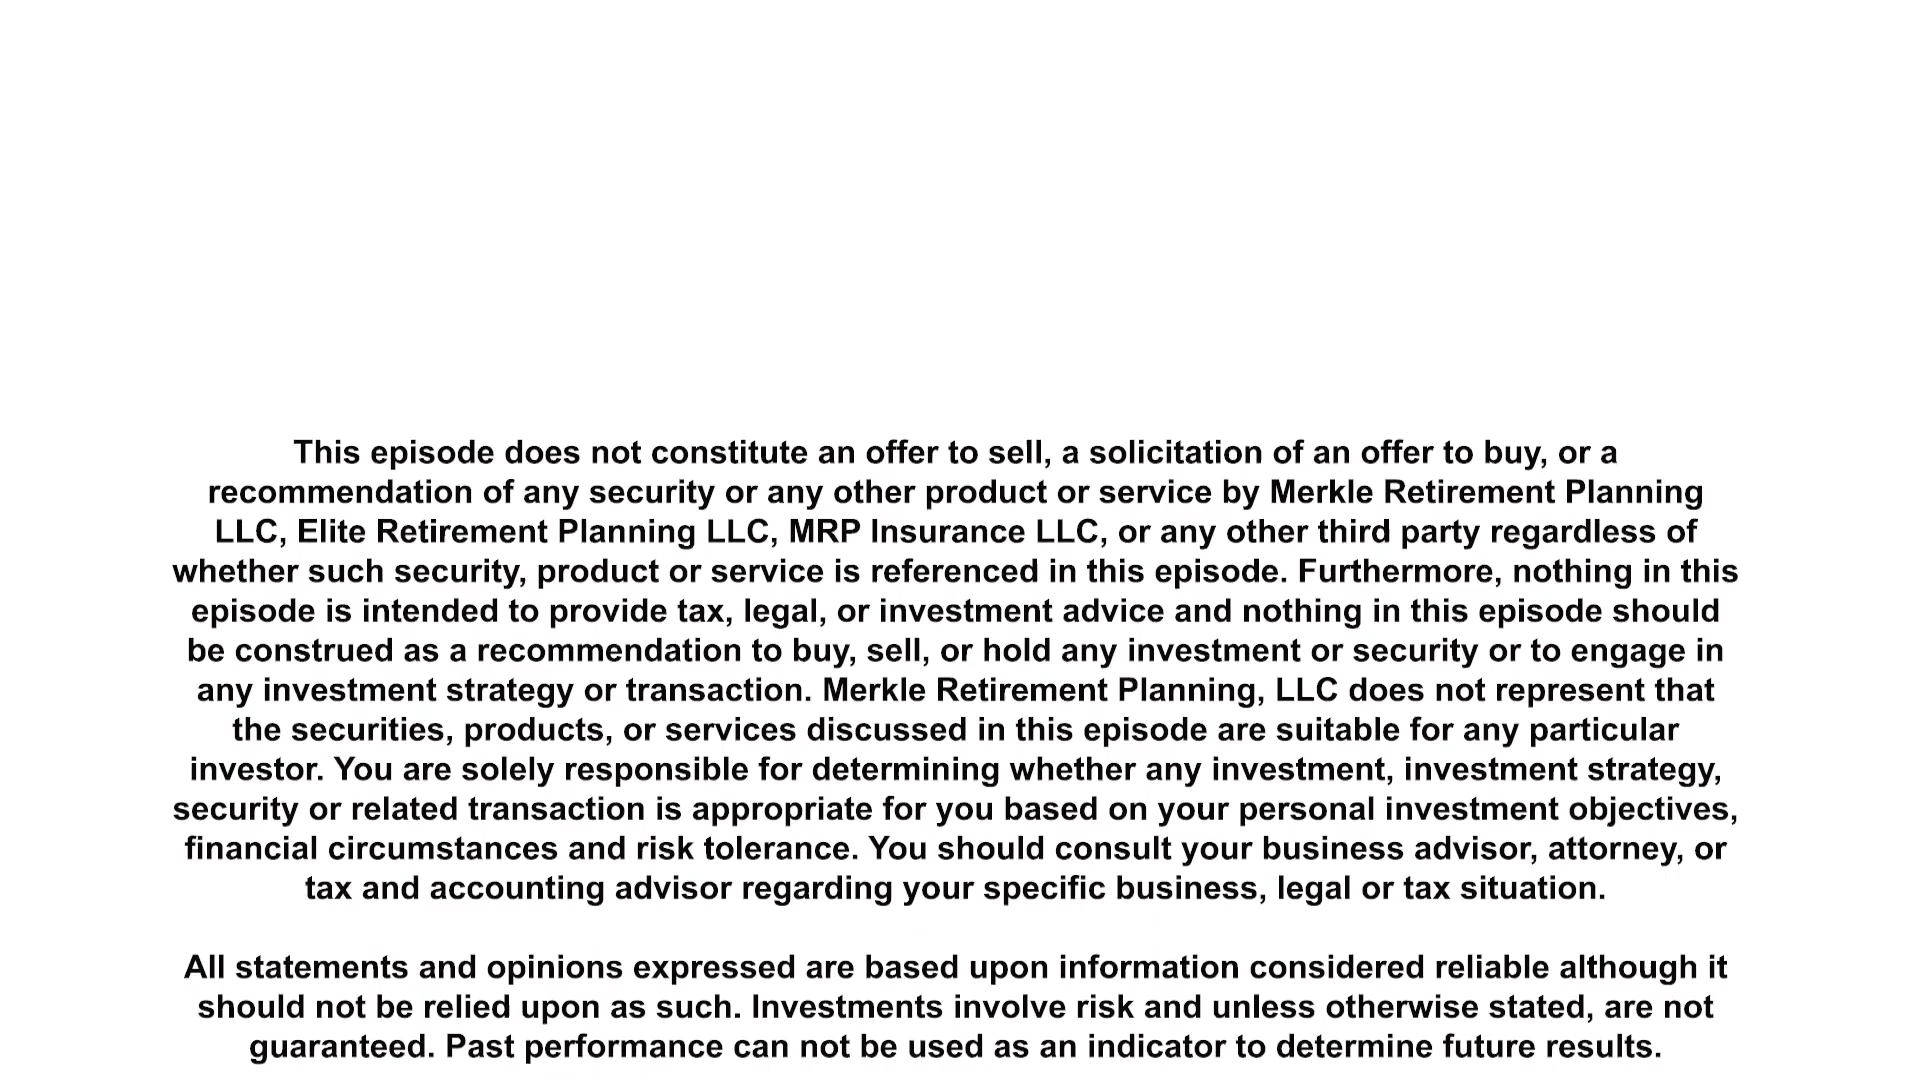 This episode does not constitute an offer to sell, a solicitation of an offer to buy, or a
recommendation of any security or any other product or service by Merkle Retirement Planning
LLC, Elite Retirement Planning LLC, MRP Insurance LLC, or any other third party regardless of
whether such security, product or service is referenced in this episode. Furthermore, nothing in this
episode is intended to provide tax, legal, or investment advice and nothing in this episode should
be construed as a recommendation to buy, sell, or hold any investment or security or to engage in
any investment strategy or transaction. Merkle Retirement Planning, LLC does not represent that
the securities, products, or services discussed in this episode are suitable for any particular
investor. You are solely responsible for determining whether any investment, investment strategy,
security or related transaction is appropriate for you based on your personal investment objectives,
financial circumstances and risk tolerance. You should consult your business advisor, attorney, or
tax and accounting advisor regarding your specific business, legal or tax situation.
All statements and opinions expressed are based upon information considered reliable although it
should not be relied upon as such. Investments involve risk and unless otherwise stated, are not
guaranteed. Past performance can not be used as an indicator to determine future results.